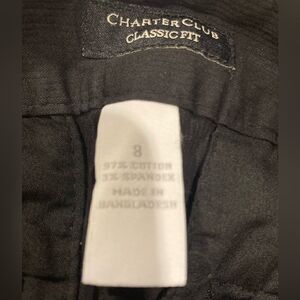 CHARTER CLUB
CLASSIC FIT
8
97% COTTON
3% SPANDEX
MADE IN
BANGLADESH